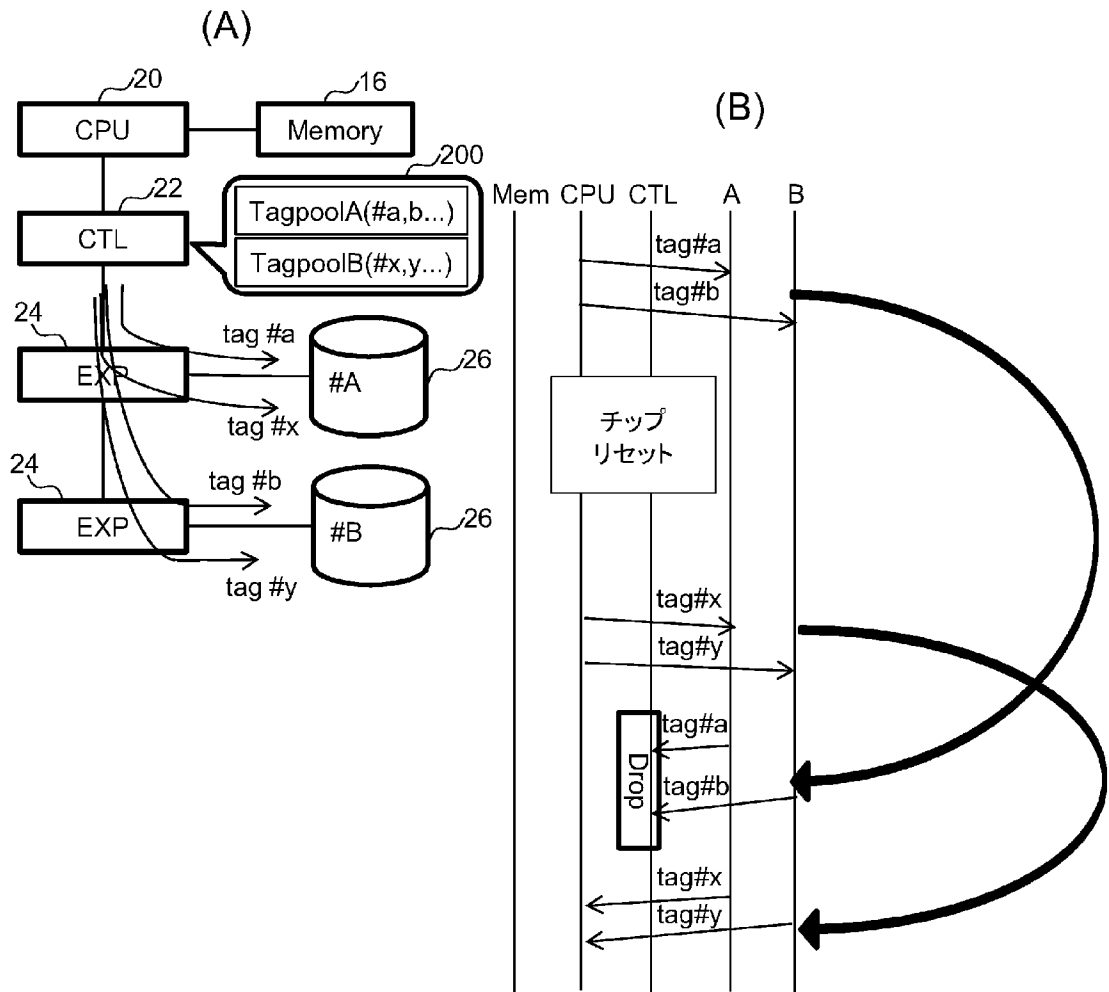 (A)
20
16
CPU
Memory
200
22
CTL
TagpoolA(#a,b...)
TagpoolB(#x,y...)
24
tag #a
EXP
#A
26
tag #x
24
tag #b
EXP
#B
26
tag #y
(B)
Mem CPU CTL A B
tag#a
tag#b
チップ
リセット
tag#x
tag#y
tag#a
Drop
tag#b
tag#x
tag#y